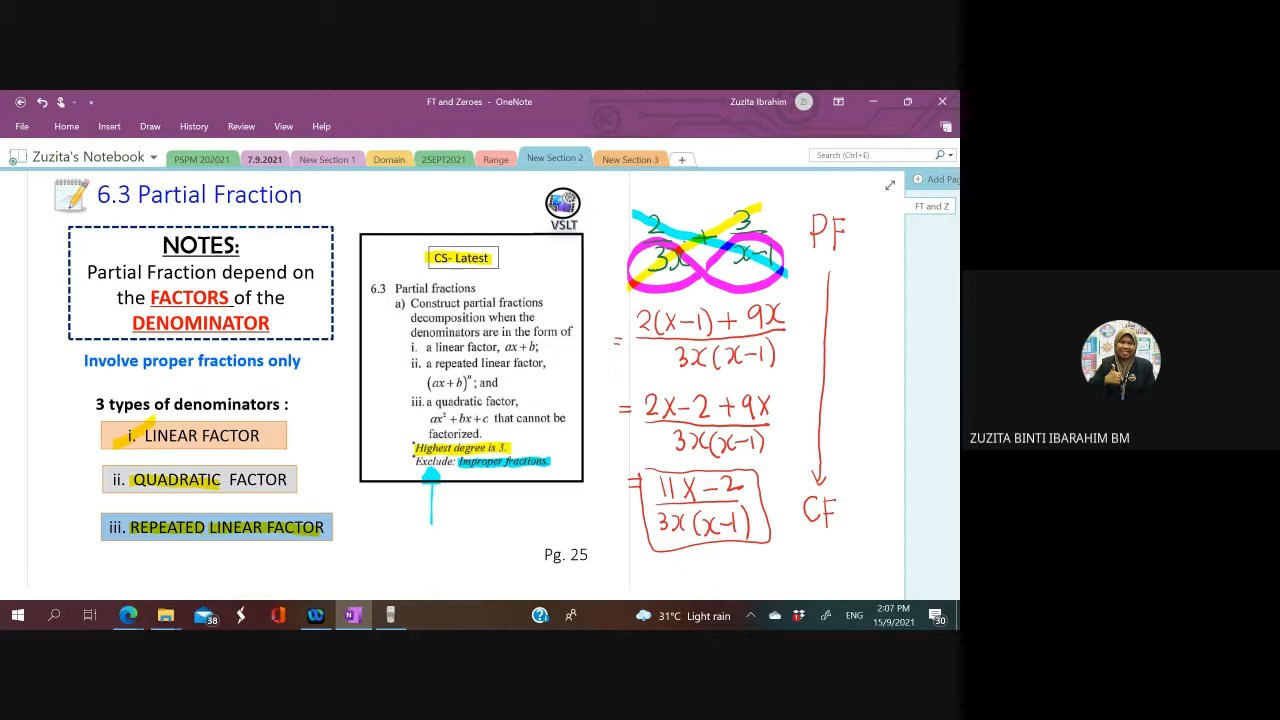 FT and Zeroes - OneNote
Zuzita Ibrahim
ZI
File Home Insert Draw History Review View Help
Zuzita's Notebook
PSPM 202021
7.9.2021
New Section 1
Domain
2SEPT2021
Range
New Section 2
New Section 3
+
Search (Ctrl+E)
Add Pag
FT and Z
6.3 Partial Fraction
NOTES:
Partial Fraction depend on
the FACTORS of the
DENOMINATOR
Involve proper fractions only
3 types of denominators :
i. LINEAR FACTOR
ii. QUADRATIC FACTOR
iii. REPEATED LINEAR FACTOR
VSLT
CS- Latest
6.3 Partial fractions
a) Construct partial fractions
decomposition when the
denominators are in the form of
i. a linear factor, ax + b;
ii. a repeated linear factor,
(ax + b)^n; and
iii. a quadratic factor,
ax² + bx + c that cannot be
factorized.
*Highest degree is 3.
*Exclude: Improper fractions.
Pg. 25
2/3x + 3/x-1
= 2(x-1) + 9x / 3x(x-1)
= 2x-2+9x / 3x(x-1)
= 11x-2 / 3x(x-1)
PF
CF
ZUZITA BINTI IBARAHIM BM
38
31°C Light rain
1
ENG
2:07 PM
15/9/2021
30